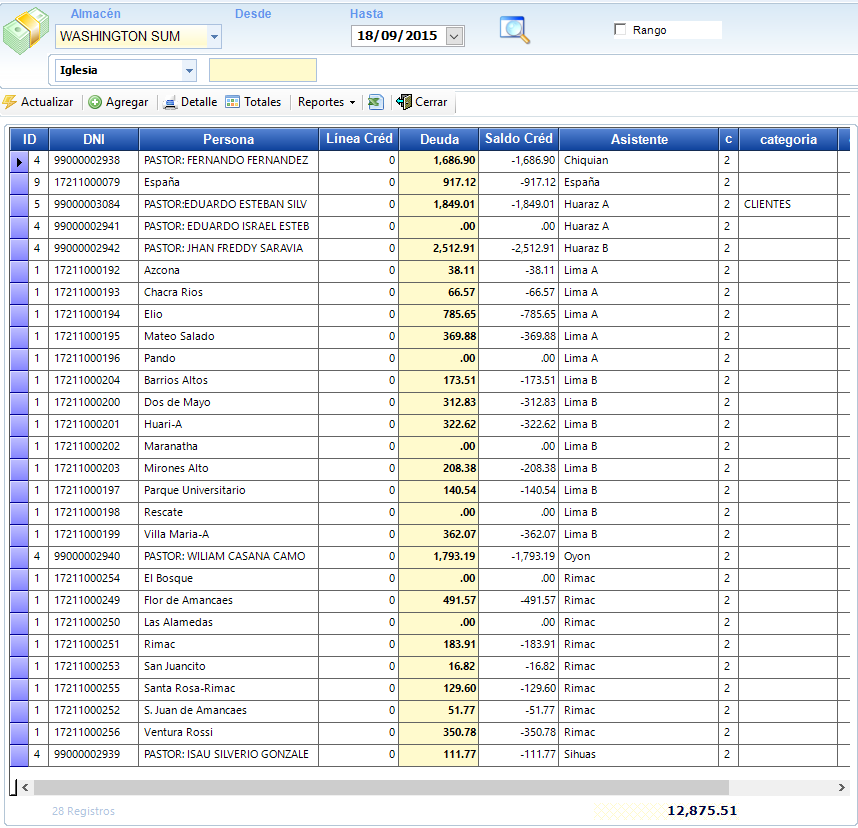 Almacén Desde Hasta
WASHINGTON SUM 18/09/2015 Rango
Iglesia
Actualizar Agregar Detalle Totales Reportes Cerrar
ID DNI Persona Línea Créd Deuda Saldo Créd Asistente c categoria
4 99000002938 PASTOR: FERNANDO FERNANDEZ 0 1,686.90 -1,686.90 Chiquian 2
9 17211000079 España 0 917.12 -917.12 España 2
5 99000003084 PASTOR:EDUARDO ESTEBAN SILV 0 1,849.01 -1,849.01 Huaraz A 2 CLIENTES
4 99000002941 PASTOR: EDUARDO ISRAEL ESTEB 0 .00 .00 Huaraz A 2
4 99000002942 PASTOR: JHAN FREDDY SARAVIA 0 2,512.91 -2,512.91 Huaraz B 2
1 17211000192 Azcona 0 38.11 -38.11 Lima A 2
1 17211000193 Chacra Rios 0 66.57 -66.57 Lima A 2
1 17211000194 Elio 0 785.65 -785.65 Lima A 2
1 17211000195 Mateo Salado 0 369.88 -369.88 Lima A 2
1 17211000196 Pando 0 .00 .00 Lima A 2
1 17211000204 Barrios Altos 0 173.51 -173.51 Lima B 2
1 17211000200 Dos de Mayo 0 312.83 -312.83 Lima B 2
1 17211000201 Huari-A 0 322.62 -322.62 Lima B 2
1 17211000202 Maranatha 0 .00 .00 Lima B 2
1 17211000203 Mirones Alto 0 208.38 -208.38 Lima B 2
1 17211000197 Parque Universitario 0 140.54 -140.54 Lima B 2
1 17211000198 Rescate 0 .00 .00 Lima B 2
1 17211000199 Villa Maria-A 0 362.07 -362.07 Lima B 2
4 99000002940 PASTOR: WILIAM CASANA CAMO 0 1,793.19 -1,793.19 Oyon 2
1 17211000254 El Bosque 0 .00 .00 Rimac 2
1 17211000249 Flor de Amancaes 0 491.57 -491.57 Rimac 2
1 17211000250 Las Alamedas 0 .00 .00 Rimac 2
1 17211000251 Rimac 0 183.91 -183.91 Rimac 2
1 17211000253 San Juancito 0 16.82 -16.82 Rimac 2
1 17211000255 Santa Rosa-Rimac 0 129.60 -129.60 Rimac 2
1 17211000252 S. Juan de Amancaes 0 51.77 -51.77 Rimac 2
1 17211000256 Ventura Rossi 0 350.78 -350.78 Rimac 2
4 99000002939 PASTOR: ISAU SILVERIO GONZALE 0 111.77 -111.77 Sihuas 2
28 Registros 12,875.51